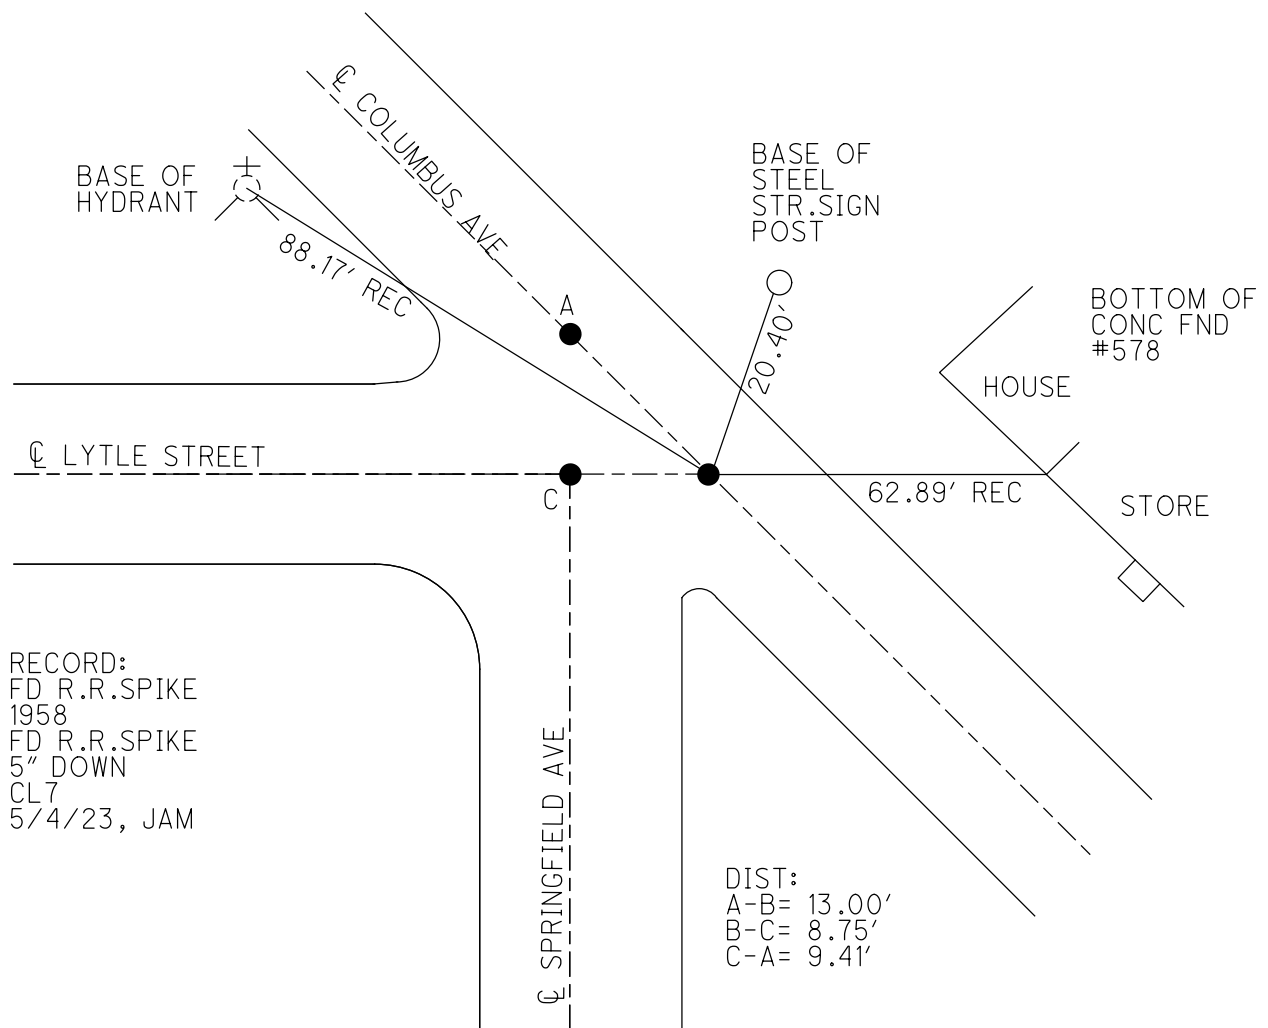 ℄ COLUMBUS AVE
BASE OF
HYDRANT
88.17' REC
BASE OF
STEEL
STR.SIGN
POST
A
20.40'
BOTTOM OF
CONC FND
#578
HOUSE
℄ LYTLE STREET
C
62.89' REC
STORE
RECORD:
FD R.R.SPIKE
1958
FD R.R.SPIKE
5" DOWN
CL7
5/4/23, JAM
℄ SPRINGFIELD AVE
DIST:
A-B= 13.00'
B-C= 8.75'
C-A= 9.41'